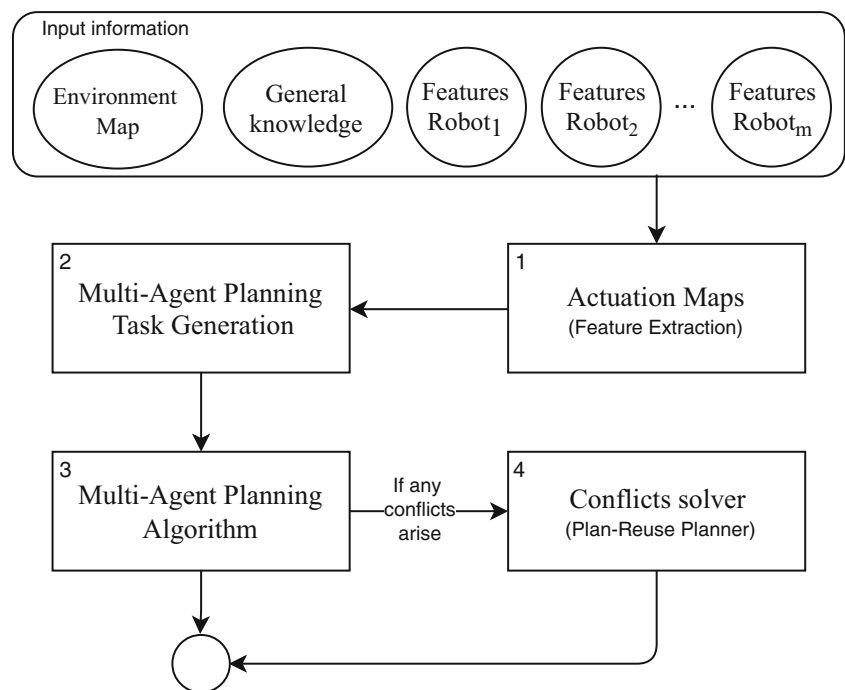 Input information
Environment
Map
General
knowledge
Features
Robot1
Features
Robot2
...
Features
Robotm
1
Actuation Maps
(Feature Extraction)
2
Multi-Agent Planning
Task Generation
3
Multi-Agent Planning
Algorithm
If any
conflicts
arise
4
Conflicts solver
(Plan-Reuse Planner)